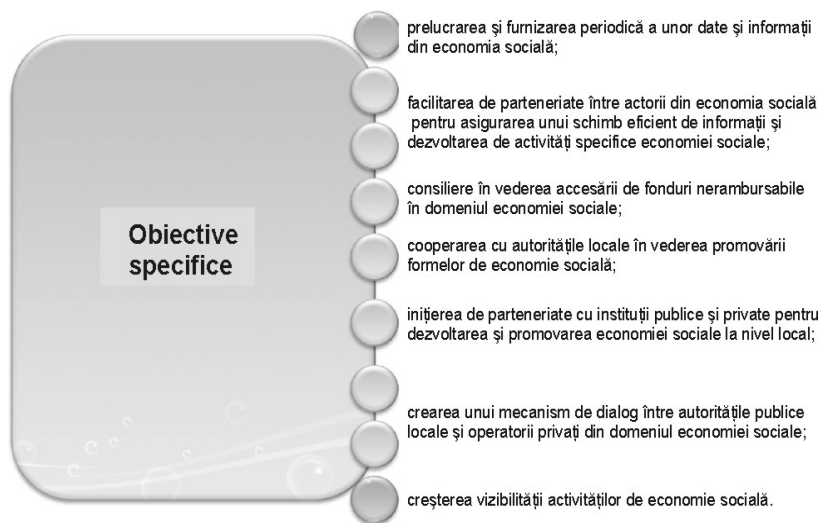 Obiective
specific​e
prelucrarea şi furnizarea periodică a unor date şi informaţii
din economia socială;
facilitarea de parteneriate între actorii din economia socială
pentru asigurarea unui schimb eficient de informaţii şi
dezvoltarea de activităţi specifice economiei sociale;
consiliere în vederea accesării de fonduri nerambursabile
în domeniul economiei sociale;
cooperarea cu autorităţile locale în vederea promovării
formelor de economie socială;
iniţierea de parteneriate cu instituţii publice şi private pentru
dezvoltarea şi promovarea economiei sociale la nivel local;
crearea unui mecanism de dialog între autorităţile publice
locale şi operatorii privaţi din domeniul economiei sociale;
creşterea vizibilităţii activităţilor de economie socială.